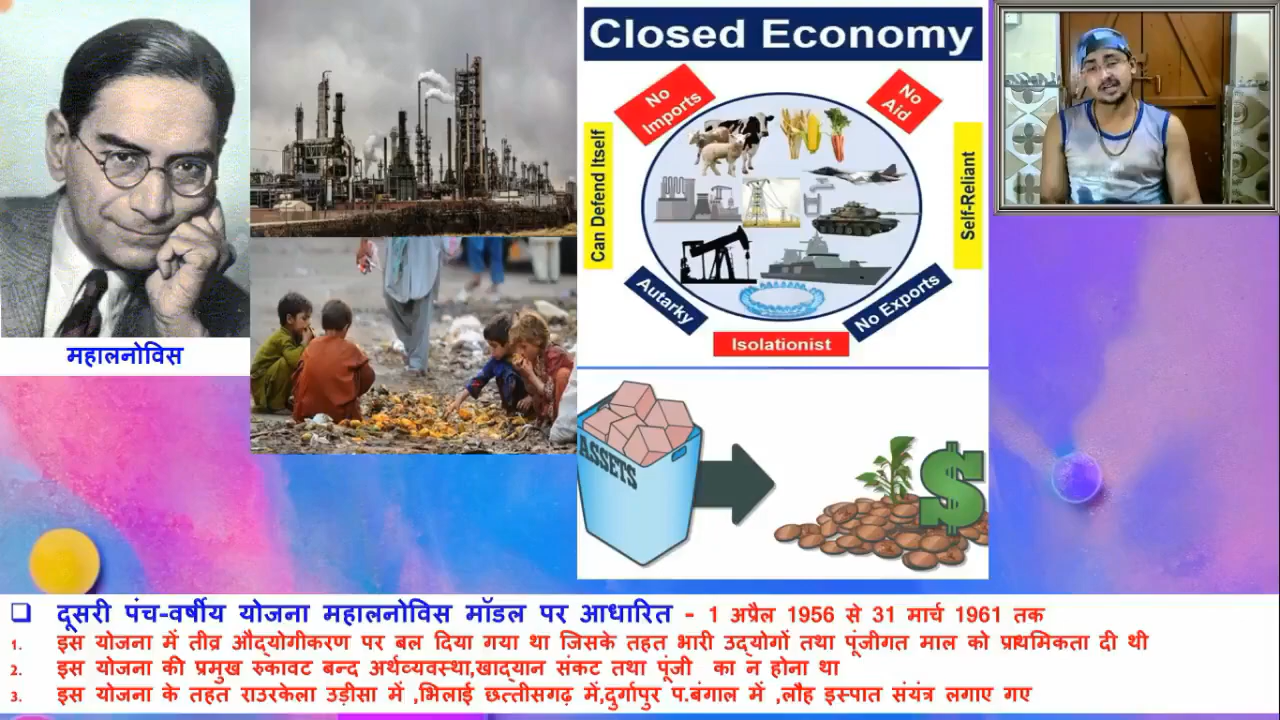 Closed Economy
No
Imports
No
Aid
Can Defend Itself
Self-Reliant
Autarky
No Exports
Isolationist
महालनोविस
ASSETS
$
दूसरी पंच-वर्षीय योजना महालनोविस मॉडल पर आधारित - 1 अप्रैल 1956 से 31 मार्च 1961 तक
1. इस योजना में तीव्र औद्योगीकरण पर बल दिया गया था जिसके तहत भारी उद्योगों तथा पूंजीगत माल को प्राथमिकता दी थी
2. इस योजना की प्रमुख रुकावट बन्द अर्थव्यवस्था,खाद्यान संकट तथा पूंजी का न होना था
3. इस योजना के तहत राउरकेला उड़ीसा में ,भिलाई छत्तीसगढ़ में,दुर्गापुर प.बंगाल में ,लौह इस्पात संयंत्र लगाए गए